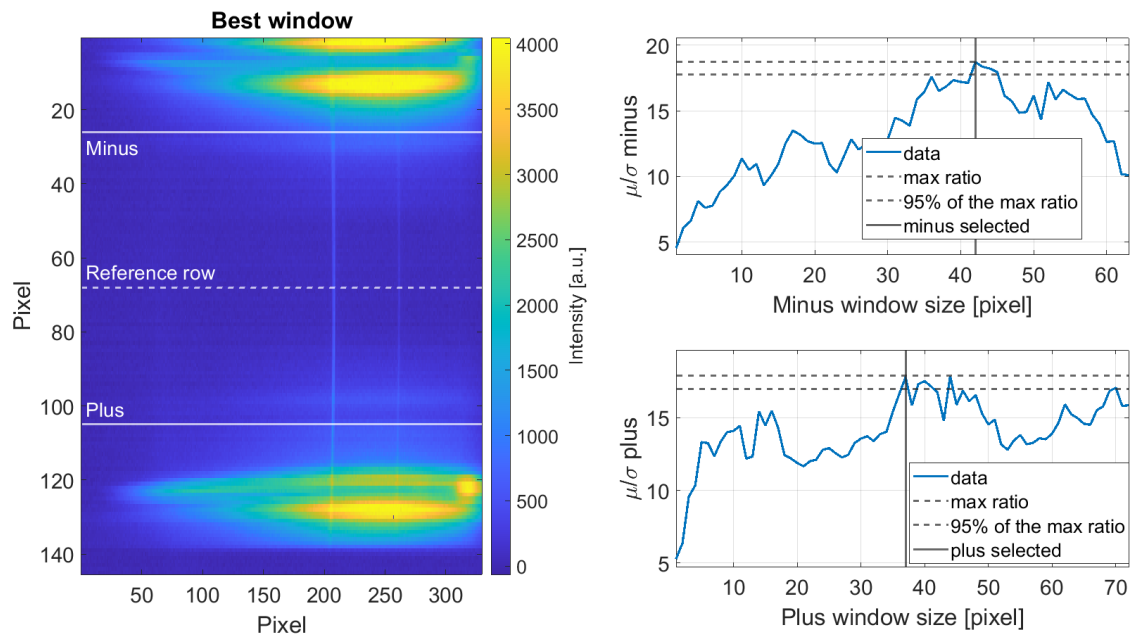 Best window
Pixel
20
40
60
80
100
120
140
Minus
Reference row
Plus
50
100
150
200
250
300
Pixel
4000
3500
3000
2500
2000
1500
1000
500
0
Intensity [a.u.]
μ/σ minus
20
15
10
5
10
20
30
40
50
60
Minus window size [pixel]
data
max ratio
95% of the max ratio
minus selected
μ/σ plus
15
10
5
10
20
30
40
50
60
70
Plus window size [pixel]
data
max ratio
95% of the max ratio
plus selected